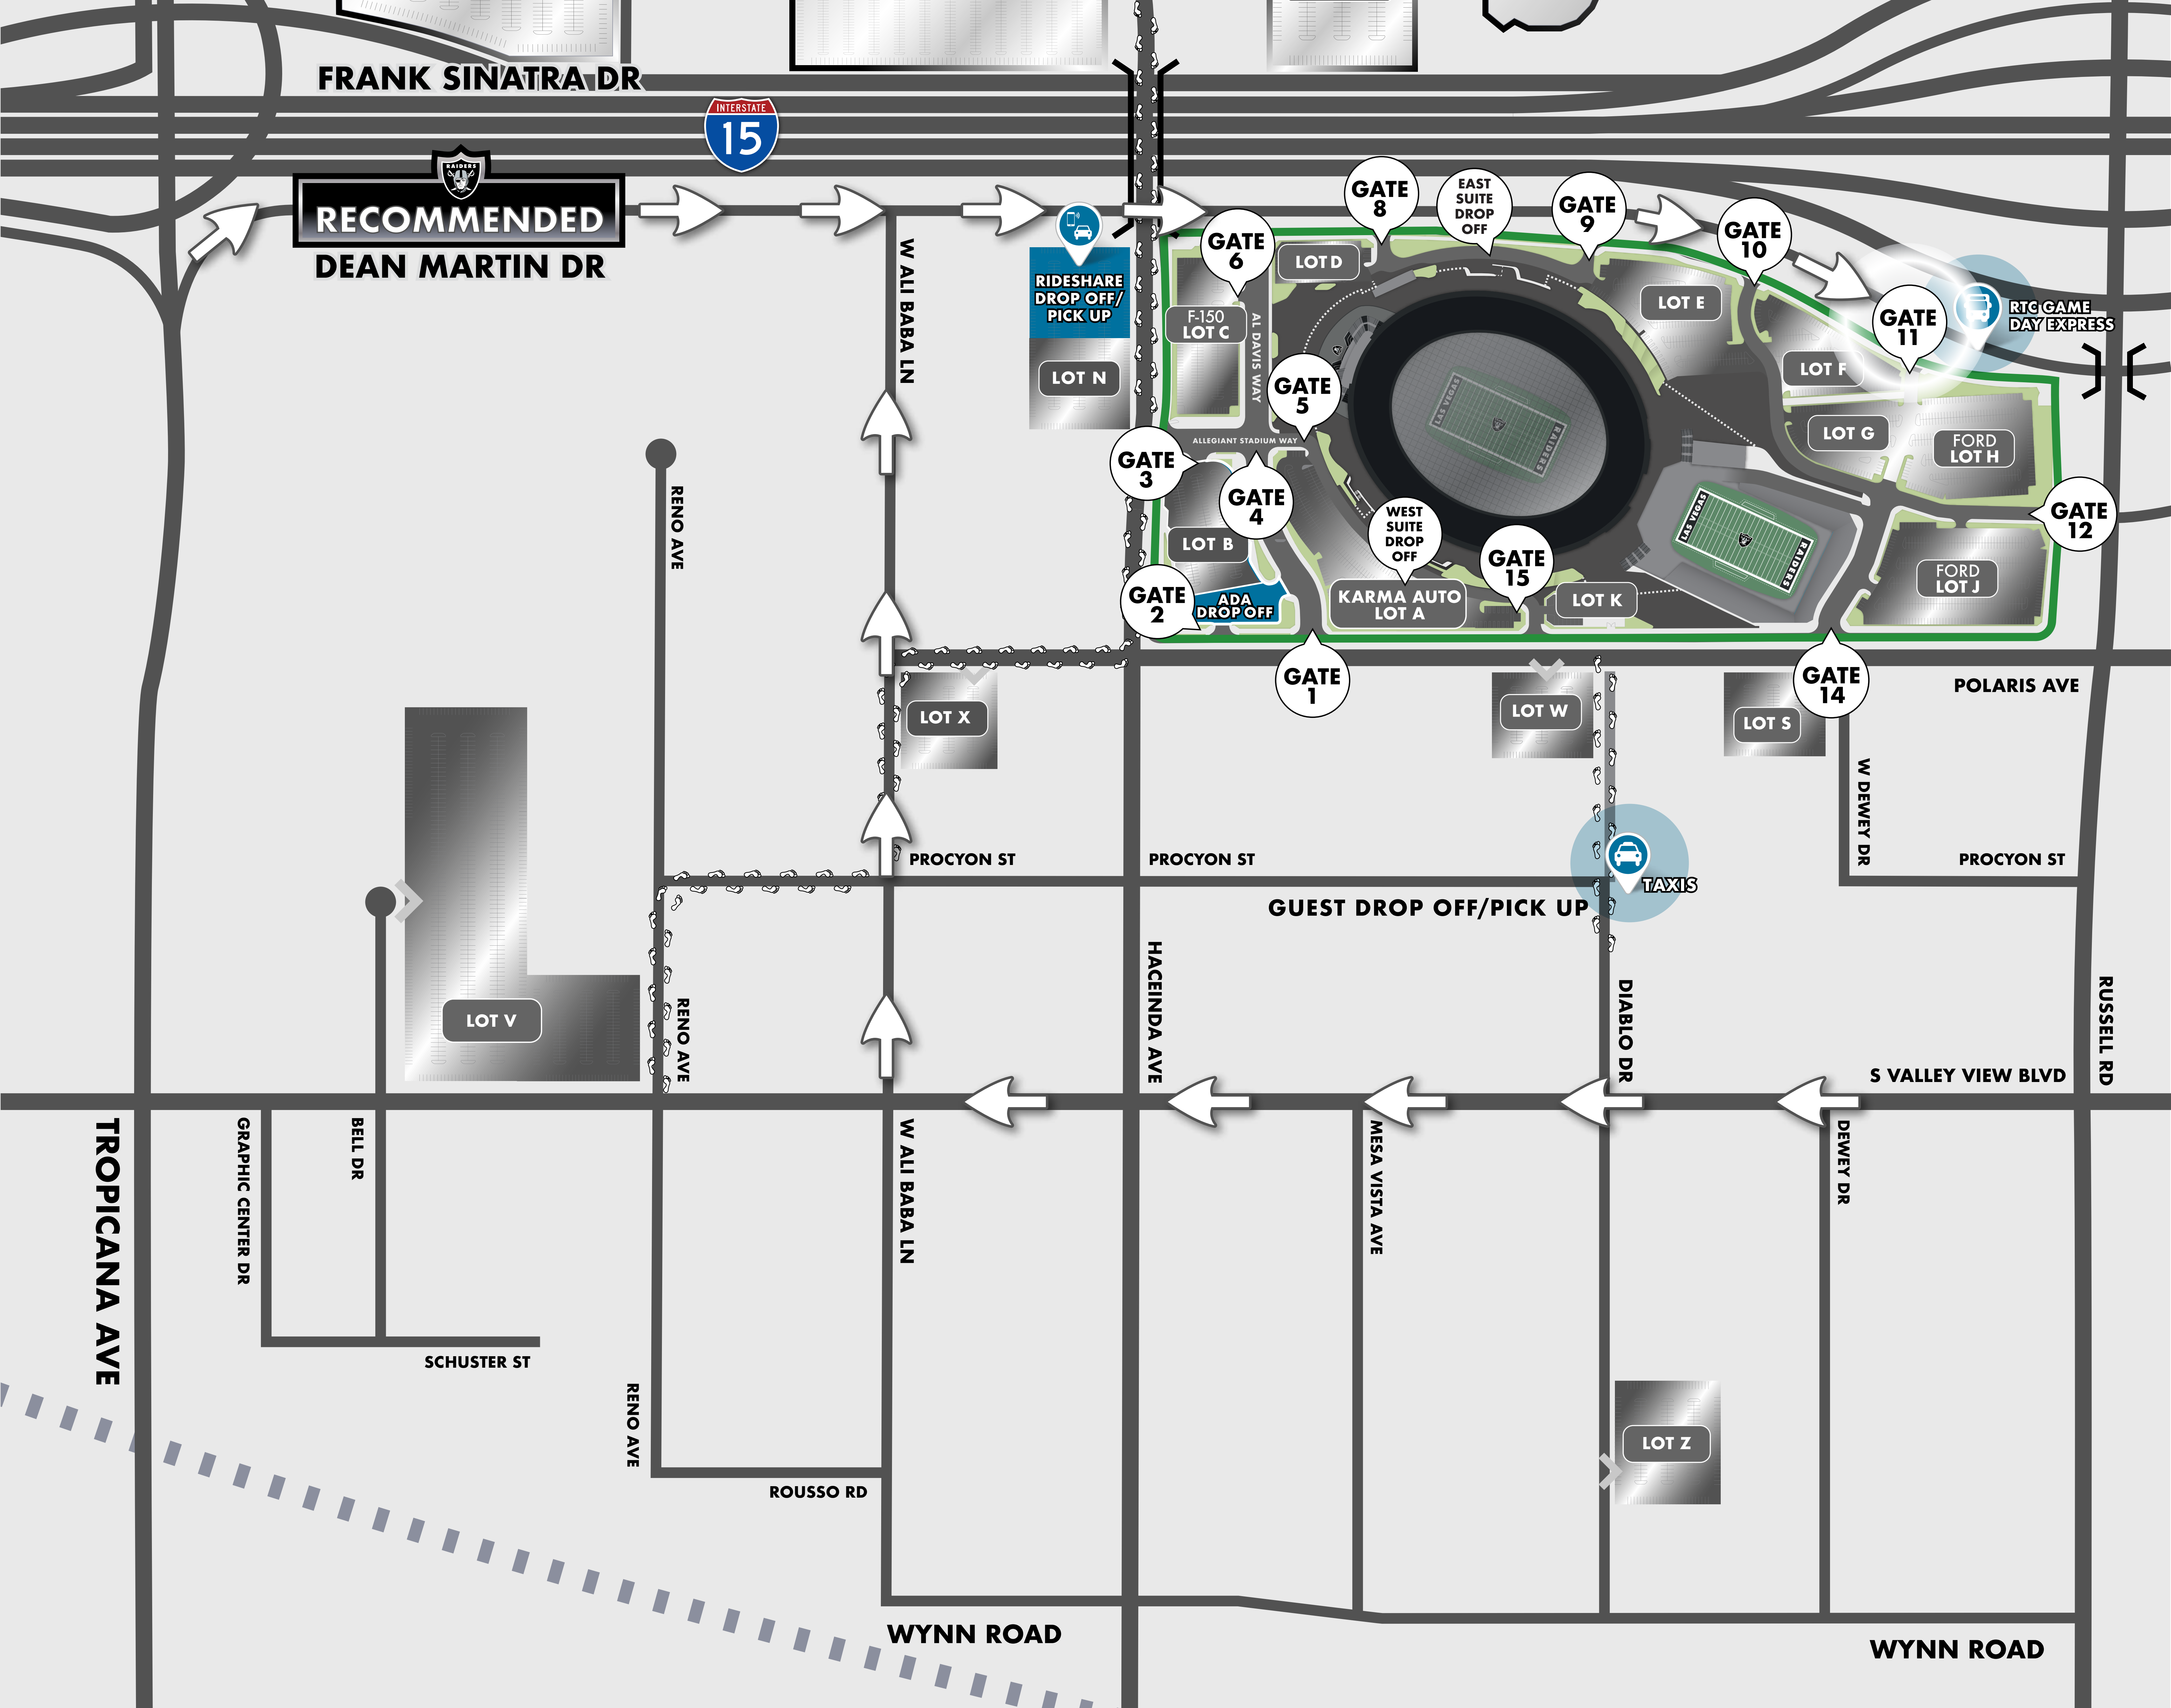 FRANK SINATRA DR
INTERSTATE
15
RAIDERS
RECOMMENDED
DEAN MARTIN DR
W ALI BABA LN
RIDESHARE
DROP OFF/
PICK UP
LOT N
GATE
6
LOT D
GATE
8
EAST
SUITE
DROP
OFF
GATE
9
GATE
10
LOT E
F-150
LOT C
AL DAVIS WAY
GATE
5
LAS VEGAS
RAIDERS
GATE
11
RTC GAME
DAY EXPRESS
LOT F
LOT G
FORD
LOT H
ALLEGIANT STADIUM WAY
GATE
3
GATE
4
LOT B
WEST
SUITE
DROP
OFF
GATE
15
LAS VEGAS
RAIDERS
GATE
12
FORD
LOT J
GATE
2
ADA
DROP OFF
KARMA AUTO
LOT A
LOT K
RENO AVE
GATE
1
GATE
14
POLARIS AVE
LOT X
LOT W
LOT S
W DEWEY DR
PROCYON ST
PROCYON ST
PROCYON ST
TAXIS
GUEST DROP OFF/PICK UP
LOT V
RENO AVE
HACEINDA AVE
DIABLO DR
RUSSELL RD
S VALLEY VIEW BLVD
TROPICANA AVE
GRAPHIC CENTER DR
BELL DR
W ALI BABA LN
MESA VISTA AVE
DEWEY DR
SCHUSTER ST
RENO AVE
LOT Z
ROUSSO RD
WYNN ROAD
WYNN ROAD